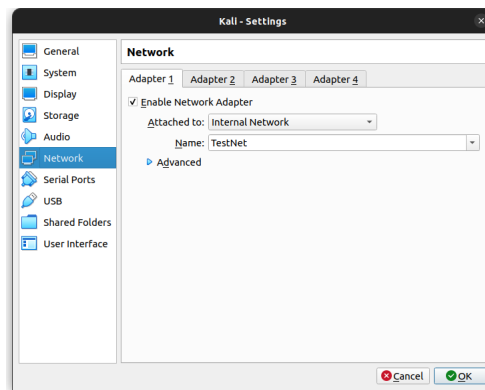 Kali - Settings
General
System
Display
Storage
Audio
Network
Serial Ports
USB
Shared Folders
User Interface
Network
Adapter 1 Adapter 2 Adapter 3 Adapter 4
Enable Network Adapter
Attached to: Internal Network
Name: TestNet
Advanced
Cancel OK